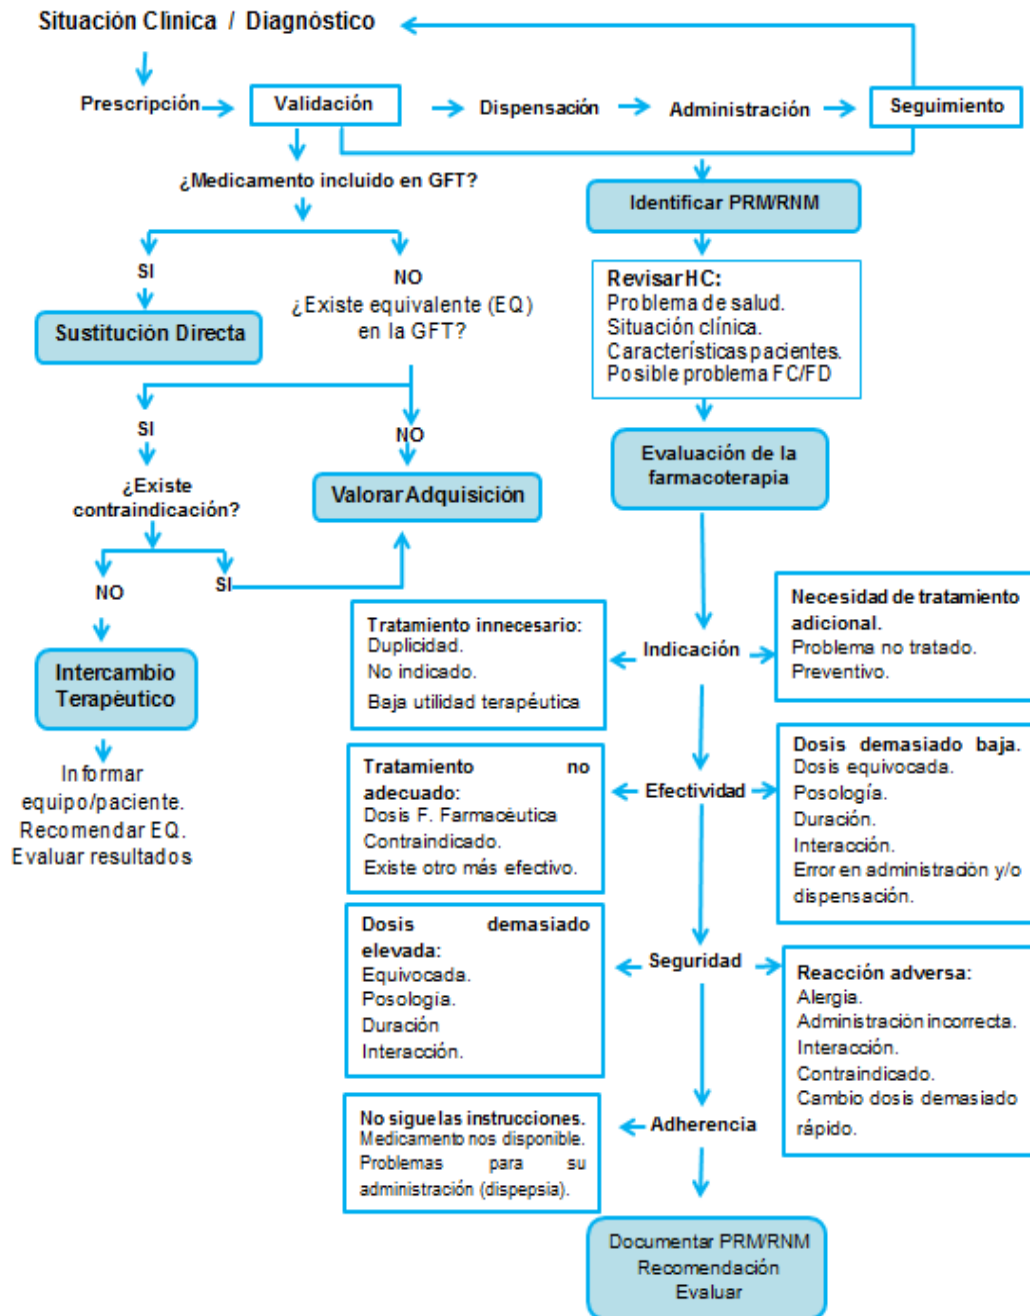 Situación Clinica / Diagnóstico
Prescripción
Validación
Dispensación
Administración
Seguimiento
¿Medicamento incluido en GFT?
SI
Sustitución Directa
NO
¿Existe equivalente (EQ)
en la GFT?
SI
NO
¿Existe
contraindicación?
Valorar Adquisición
NO
SI
Intercambio
Terapéutico
Informar
equipo/paciente.
Recomendar EQ.
Evaluar resultados
Identificar PRM/RNM
Revisar HC:
Problema de salud.
Situación clínica.
Características pacientes.
Posible problema FC/FD
Evaluación de la
farmacoterapia
Tratamiento innecesario:
Duplicidad.
No indicado.
Baja utilidad terapéutica
Indicación
Necesidad de tratamiento
adicional.
Problema no tratado.
Preventivo.
Tratamiento no
adecuado:
Dosis F. Farmacéutica
Contraindicado.
Existe otro más efectivo.
Efectividad
Dosis demasiado baja.
Dosis equivocada.
Posología.
Duración.
Interacción.
Error en administración y/o
dispensación.
Dosis demasiado
elevada:
Equivocada.
Posología.
Duración
Interacción.
Seguridad
Reacción adversa:
Alergia.
Administración incorrecta.
Interacción.
Contraindicado.
Cambio dosis demasiado
rápido.
No sigue las instrucciones.
Medicamento nos disponible.
Problemas para su
administración (dispepsia).
Adherencia
Documentar PRM/RNM
Recomendación
Evaluar